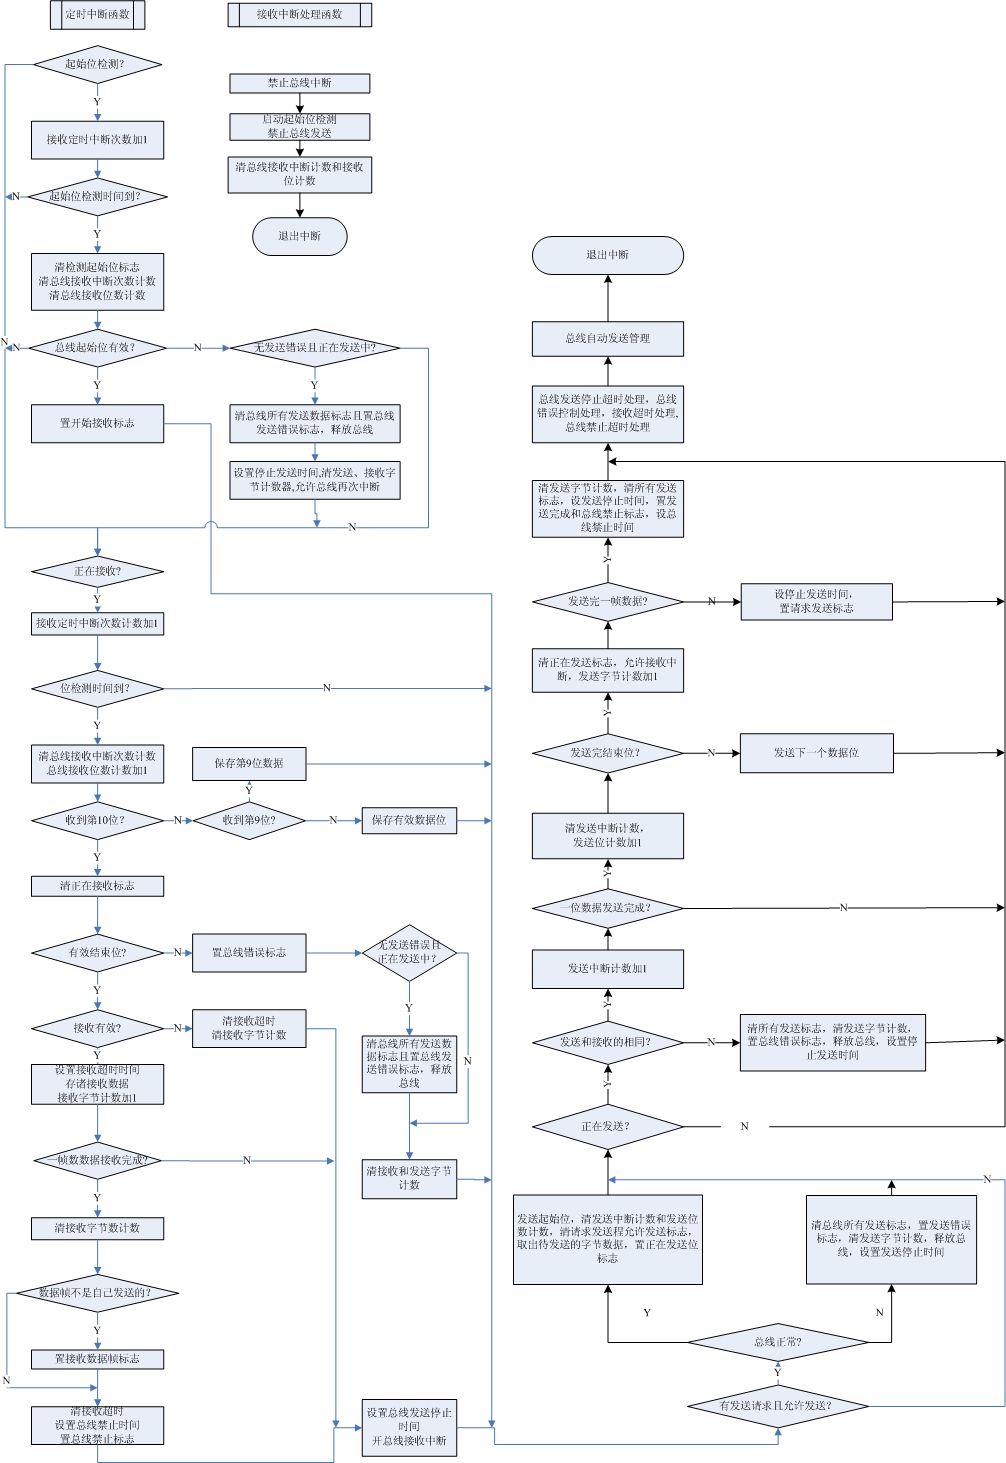 定时中断函数
接收中断处理函数
起始位检测？
Y
接收定时中断次数加1
N
起始位检测时间到？
Y
清检测起始位标志
清总线接收中断次数计数
清总线接收位数计数
N
N
总线起始位有效？
N
无发送错误且正在发送中？
Y
Y
置开始接收标志
清总线所有发送数据标志且置总线
发送错误标志，释放总线
设置停止发送时间,清发送、接收字
节计数器,允许总线再次中断
N
正在接收？
Y
接收定时中断次数计数加1
位检测时间到？
N
Y
清总线接收中断次数计数
总线接收位数计数加1
保存第9位数据
Y
收到第10位？
N
收到第9位?
N
保存有效数据位
Y
清正在接收标志
有效结束位?
N
置总线错误标志
无发送错误且
正在发送中？
Y
Y
接收有效?
N
清接收超时
清接收字节计数
Y
设置接收超时时间
存诸接收数据
接收字节计数加1
清总线所有发送数
据标志且置总线发
送错误标志，释放
总线
N
一帧数数据接收完成?
N
清接收和发送字节
计数
Y
清接收字节数计数
数据帧不是自己发送的？
Y
置接收数据帧标志
N
清接收超时
设置总线禁止时间
置总线禁止标志
设置总线发送停止
时间
开总线接收中断
禁止总线中断
启动起始位检测
禁止总线发送
清总线接收中断计数和接收
位计数
退出中断
退出中断
总线自动发送管理
总线发送停止超时处理，总线
错误控制处理，接收超时处理，
总线禁止超时处理
清发送字节计数，请所有发送
标志，设发送停止时间，置发
送完成和总线禁止标志，设总
线禁止时间
Y
发送完一帧数据?
N
设停止发送时间，
置请求发送标志
清正在发送标志，允许接收中
断，发送字节计数加1
Y
发送完结束位？
N
发送下一个数据位
清发送中断计数，
发送位计数加1
Y
一位数据发送完成?
N
发送中断计数加1
Y
发送和接收的相同？
N
清所有发送标志，清发送字节计数，
置总线错误标志，释放总线，设置停
止发送时间
Y
正在发送？
N
N
发送起始位，清发送中断计数和发送位
数计数，清请求发送程允许发送标志，
取出待发送的字节数据，置正在发送位
标志
清总线所有发送标志，置发送错误
标志，清发送字节计数，释放总
线，设置发送停止时间
Y
N
总线正常?
Y
有发送请求且允许发送？